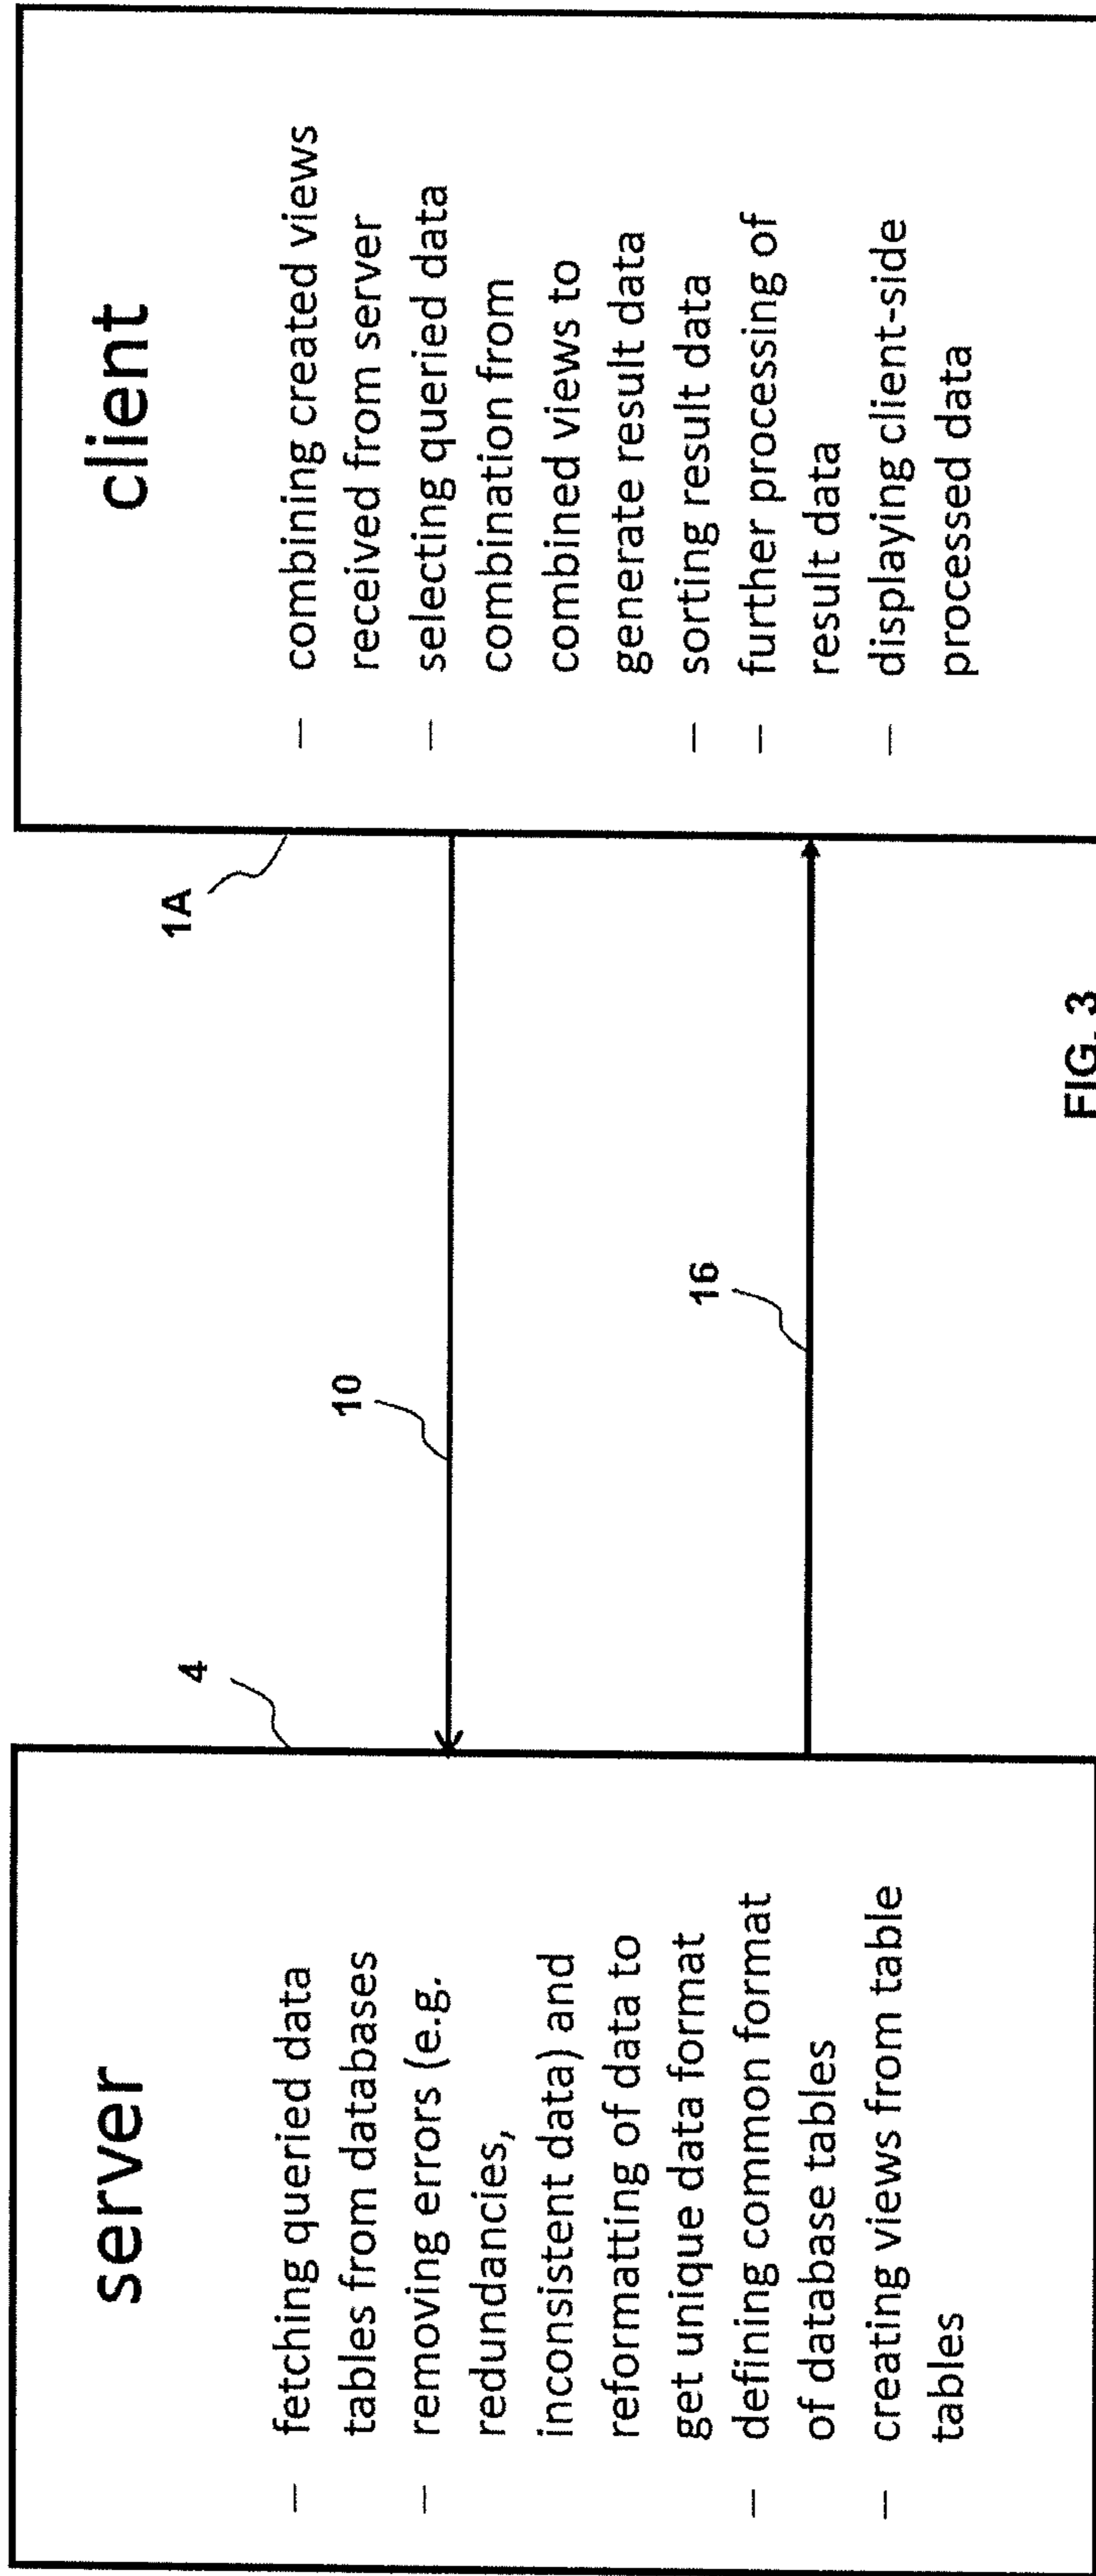 server
– fetching queried data
tables from databases
– removing errors (e.g.
redundancies,
inconsistent data) and
reformatting of data to
get unique data format
– defining common format
of database tables
– creating views from table
tables
4
10
16
1A
client
– combining created views
received from server
– selecting queried data
combination from
combined views to
generate result data
– sorting result data
– further processing of
result data
– displaying client-side
processed data
FIG. 3